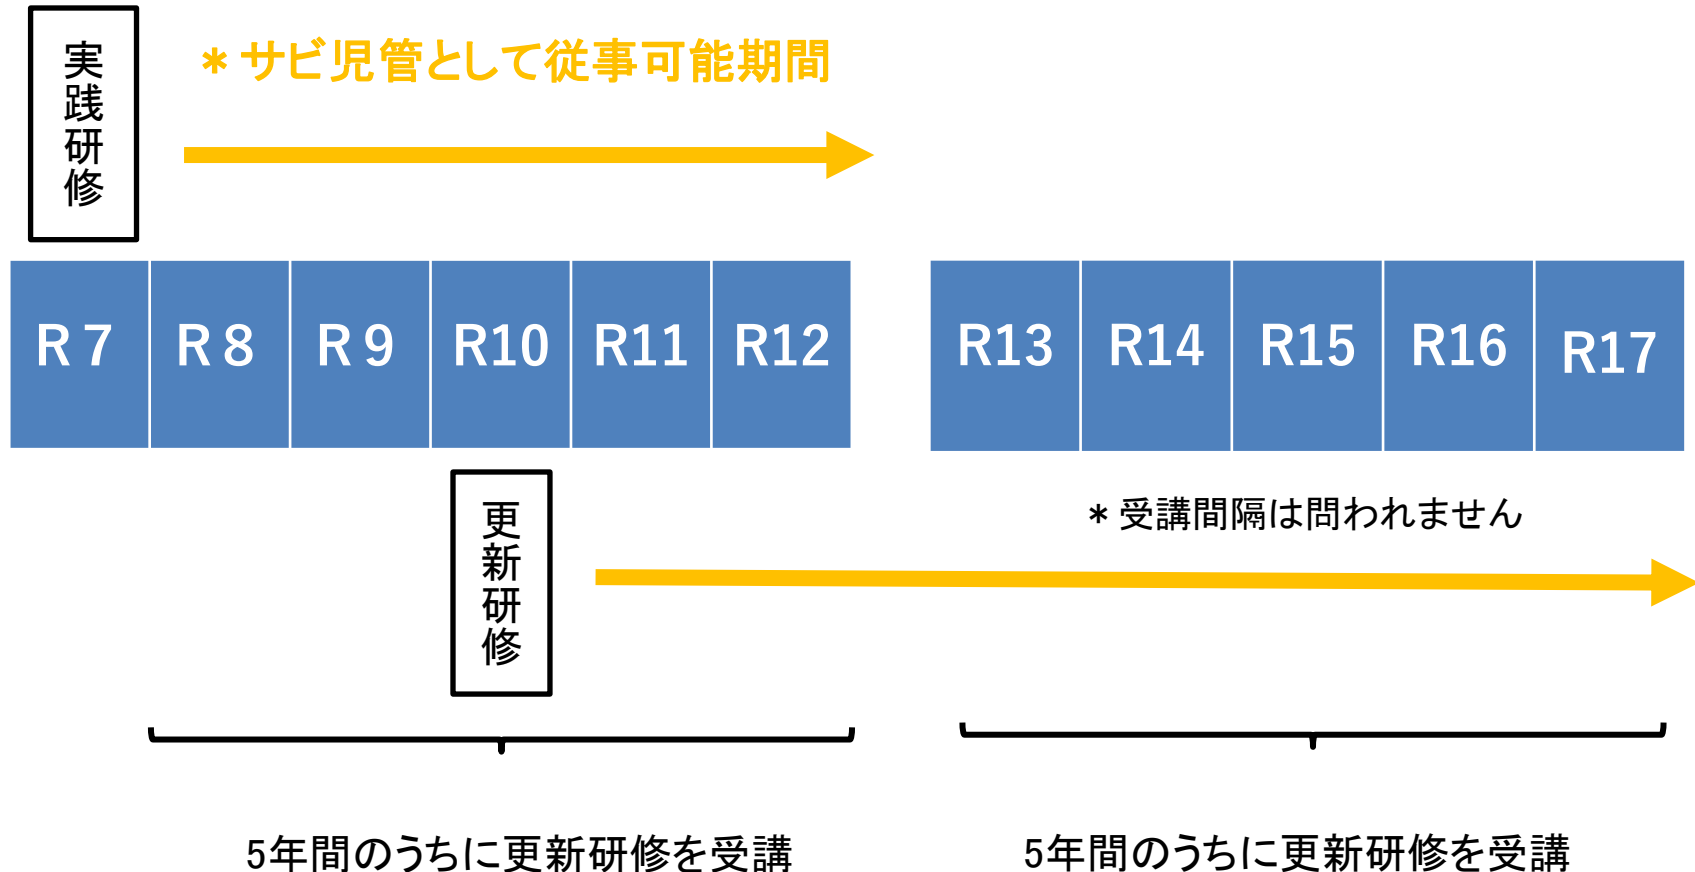 実践研修
＊サビ児管として従事可能期間
R７ R８ R９ R10 R11 R12 R13 R14 R15 R16 R17
更新研修
＊受講間隔は問われません
5年間のうちに更新研修を受講
5年間のうちに更新研修を受講